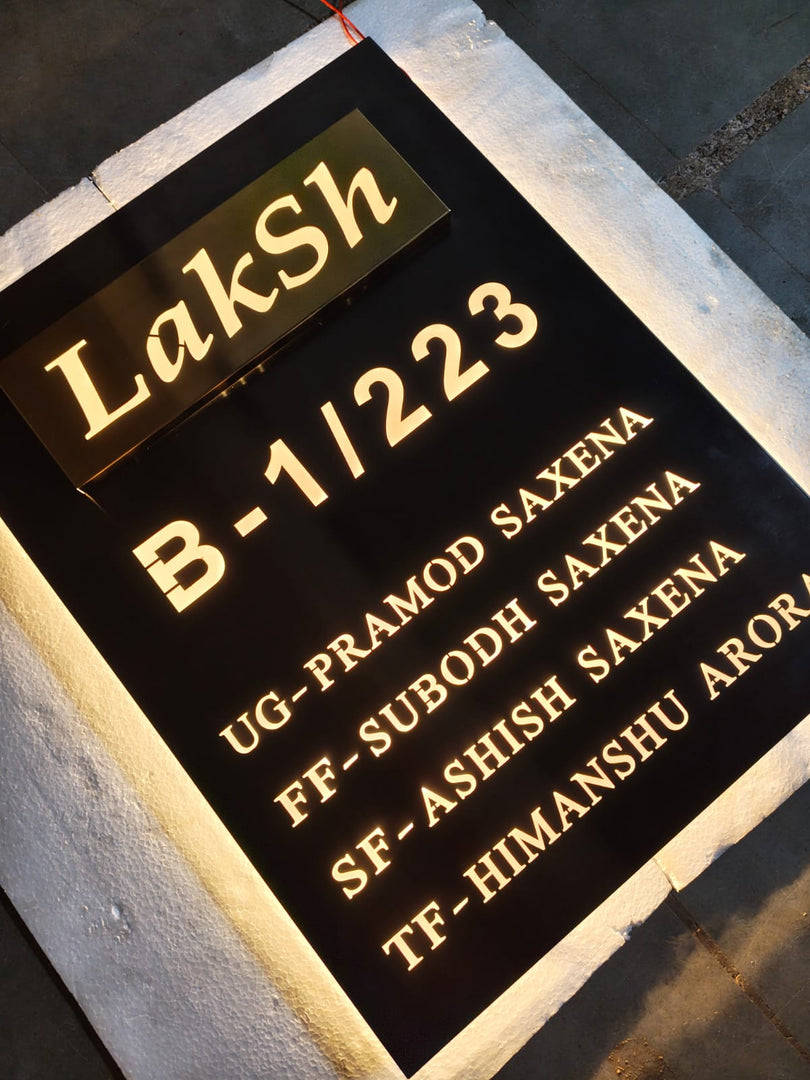 LakSh
B-1/223
UG-PRAMOD SAXENA
FF-SUBODH SAXENA
SF-ASHISH SAXENA
TF-HIMANSHU ARORA